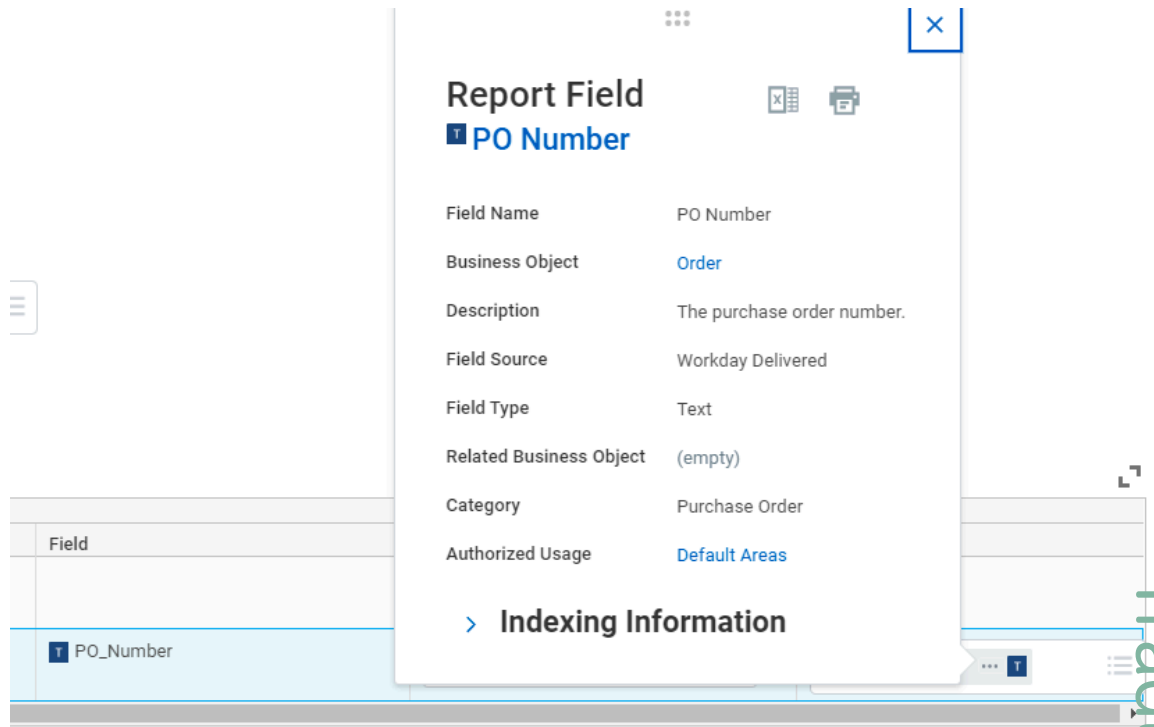 Report Field
T PO Number
Field Name PO Number
Business Object Order
Description The purchase order number.
Field Source Workday Delivered
Field Type Text
Related Business Object (empty)
Category Purchase Order
Authorized Usage Default Areas
Indexing Information
Field
T PO_Number
T